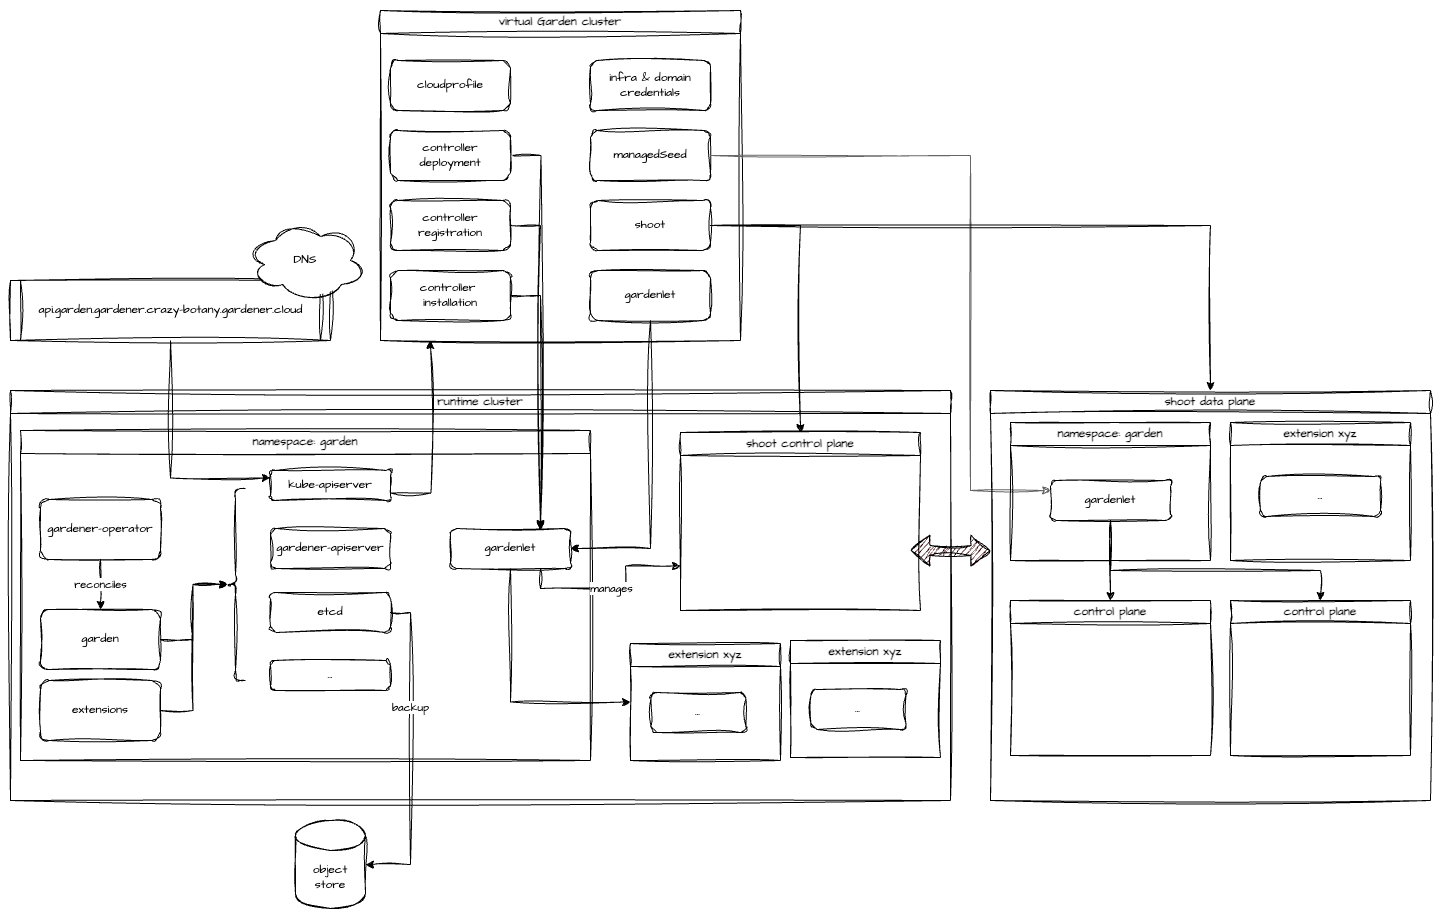 virtual Garden cluster
cloudprofile
infra & domain
credentials
controller
deployment
managedSeed
controller
registration
shoot
controller
installation
gardenlet
DNS
api.garden.gardener.crazy-botany.gardener.cloud
runtime cluster
shoot data plane
namespace: garden
shoot control plane
namespace: garden
extension xyz
kube-apiserver
gardener-operator
gardener-apiserver
gardenlet
gardenlet
...
reconciles
manages
etcd
garden
control plane
control plane
extension xyz
extension xyz
...
extensions
backup
...
...
object
store